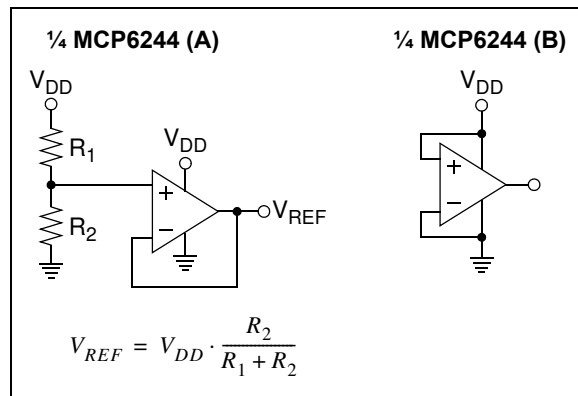 ¼ MCP6244 (A)
¼ MCP6244 (B)
V_DD
R_1
R_2
V_DD
+
−
V_REF
V_DD
+
−
V_REF = V_DD · R_2 / (R_1 + R_2)